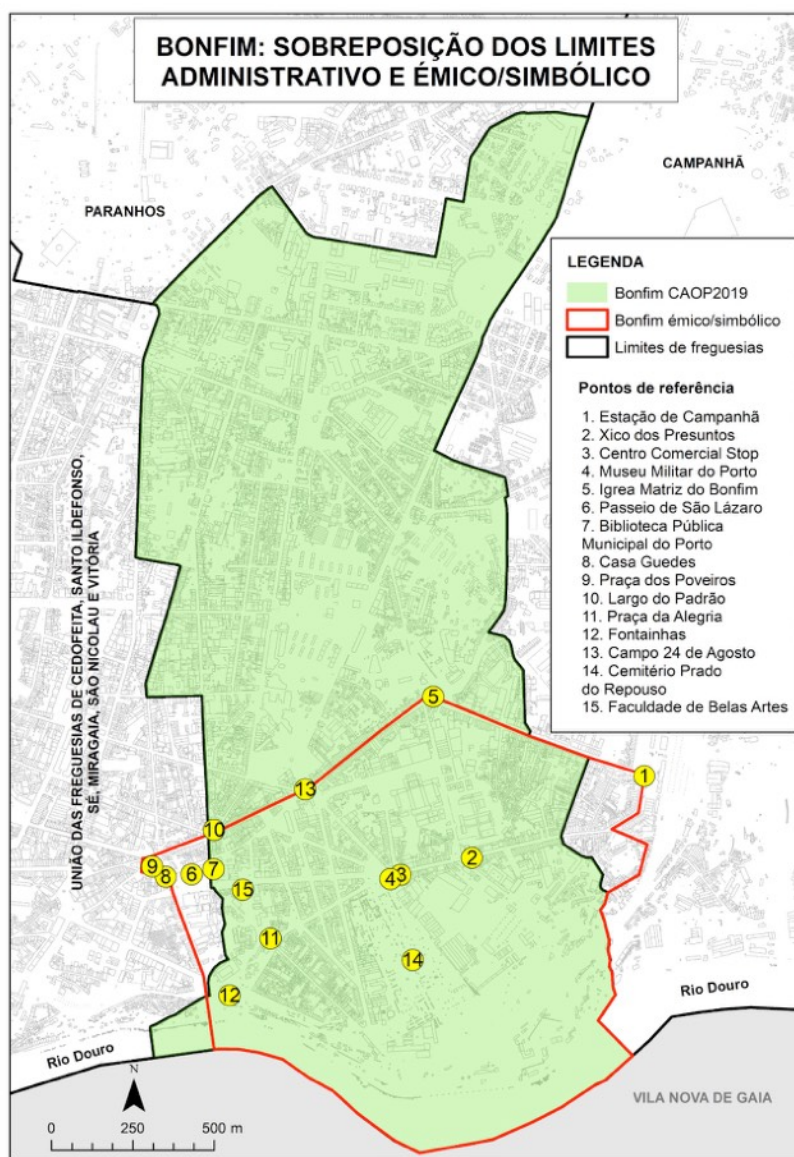 BONFIM: SOBREPOSIÇÃO DOS LIMITES
ADMINISTRATIVO E ÉMICO/SIMBÓLICO
PARANHOS
CAMPANHÃ
LEGENDA
Bonfim CAOP2019
Bonfim émico/simbólico
Limites de freguesias
Pontos de referência
1. Estação de Campanhã
2. Xico dos Presuntos
3. Centro Comercial Stop
4. Museu Militar do Porto
5. Igrea Matriz do Bonfim
6. Passeio de São Lázaro
7. Biblioteca Pública
Municipal do Porto
8. Casa Guedes
9. Praça dos Poveiros
10. Largo do Padrão
11. Praça da Alegria
12. Fontainhas
13. Campo 24 de Agosto
14. Cemitério Prado
do Repouso
15. Faculdade de Belas Artes
UNIÃO DAS FREGUESIAS DE CEDOFEITA, SANTO ILDEFONSO,
SÉ, MIRAGAIA, SÃO NICOLAU E VITÓRIA
5
1
13
10
2
9
8
6
7
4
3
15
11
14
12
Rio Douro
Rio Douro
VILA NOVA DE GAIA
N
0 250 500 m